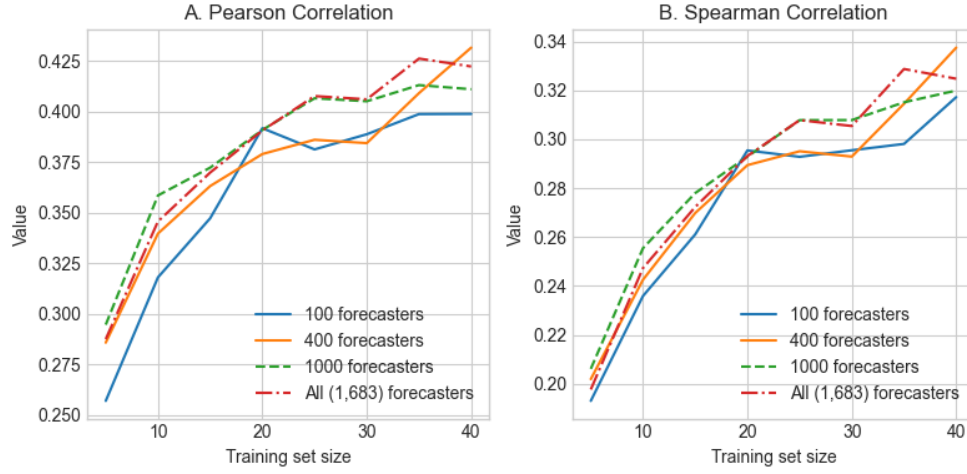 A. Pearson Correlation
Value
0.425
0.400
0.375
0.350
0.325
0.300
0.275
0.250
10
20
30
40
Training set size
100 forecasters
400 forecasters
1000 forecasters
All (1,683) forecasters
B. Spearman Correlation
Value
0.34
0.32
0.30
0.28
0.26
0.24
0.22
0.20
10
20
30
40
Training set size
100 forecasters
400 forecasters
1000 forecasters
All (1,683) forecasters